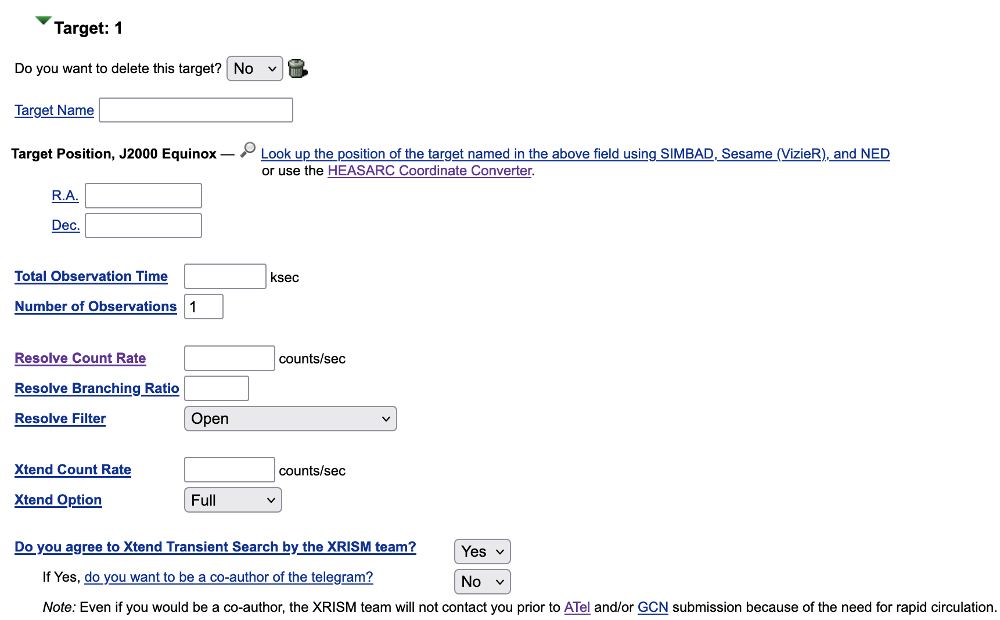 Target: 1
Do you want to delete this target? No
Target Name
Target Position, J2000 Equinox — Look up the position of the target named in the above field using SIMBAD, Sesame (VizieR), and NED
or use the HEASARC Coordinate Converter.
R.A.
Dec.
Total Observation Time ksec
Number of Observations 1
Resolve Count Rate counts/sec
Resolve Branching Ratio
Resolve Filter Open
Xtend Count Rate counts/sec
Xtend Option Full
Do you agree to Xtend Transient Search by the XRISM team? Yes
If Yes, do you want to be a co-author of the telegram? No
Note: Even if you would be a co-author, the XRISM team will not contact you prior to ATel and/or GCN submission because of the need for rapid circulation.